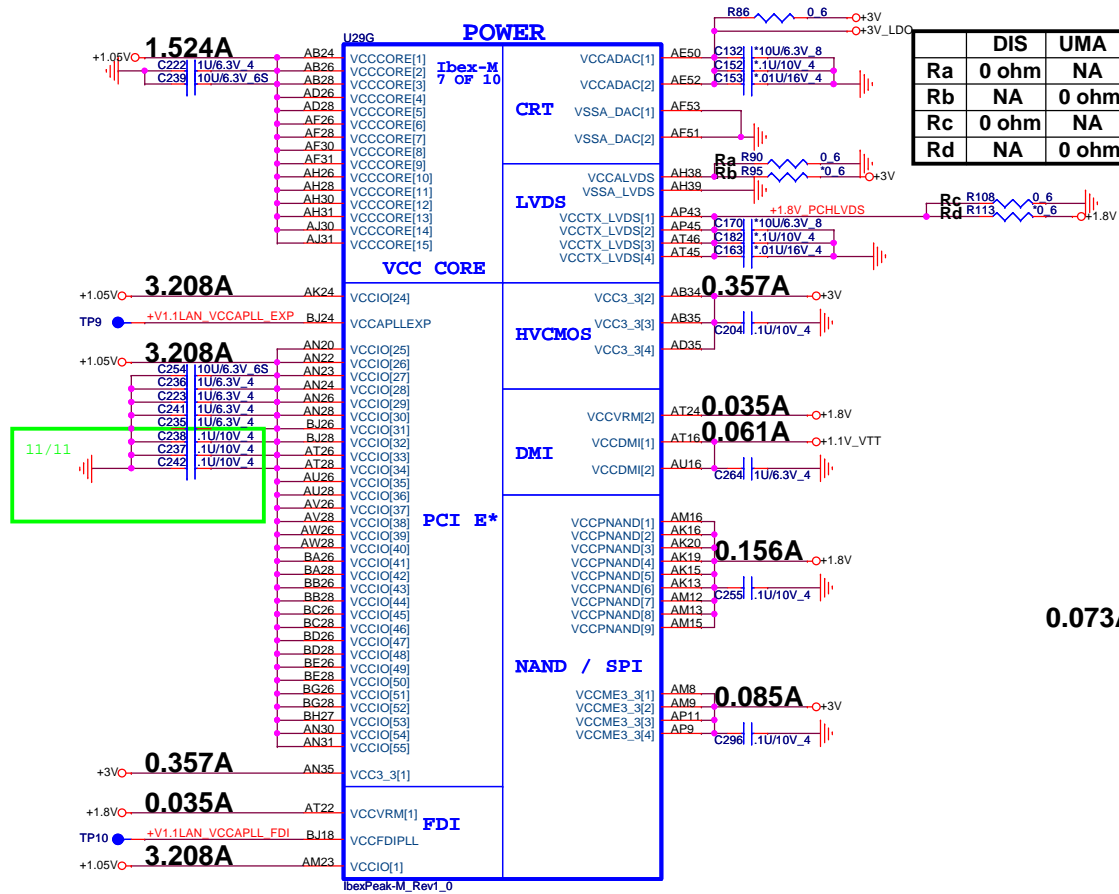 POWER
U29G
Ibex-M
7 OF 10
+1.05V
1.524A
C222 1U/6.3V_4
C239 10U/6.3V_6S
AB24 VCCCORE[1]
AB26 VCCCORE[2]
AB28 VCCCORE[3]
AD26 VCCCORE[4]
AD28 VCCCORE[5]
AF26 VCCCORE[6]
AF28 VCCCORE[7]
AF30 VCCCORE[8]
AF31 VCCCORE[9]
AH26 VCCCORE[10]
AH28 VCCCORE[11]
AH30 VCCCORE[12]
AH31 VCCCORE[13]
AJ30 VCCCORE[14]
AJ31 VCCCORE[15]
VCC CORE
+1.05V 3.208A AK24 VCCIO[24]
TP9 +V1.1LAN_VCCAPLL_EXP BJ24 VCCAPLLEXP
+1.05V
3.208A
C254 10U/6.3V_6S
C236 1U/6.3V_4
C223 1U/6.3V_4
C241 1U/6.3V_4
C235 1U/6.3V_4
C238 .1U/10V_4
C237 .1U/10V_4
C242 .1U/10V_4
11/11
AN20 VCCIO[25]
AN22 VCCIO[26]
AN23 VCCIO[27]
AN24 VCCIO[28]
AN26 VCCIO[29]
AN28 VCCIO[30]
BJ26 VCCIO[31]
BJ28 VCCIO[32]
AT26 VCCIO[33]
AT28 VCCIO[34]
AU26 VCCIO[35]
AU28 VCCIO[36]
AV26 VCCIO[37]
AV28 VCCIO[38]
AW26 VCCIO[39]
AW28 VCCIO[40]
BA26 VCCIO[41]
BA28 VCCIO[42]
BB26 VCCIO[43]
BB28 VCCIO[44]
BC26 VCCIO[45]
BC28 VCCIO[46]
BD26 VCCIO[47]
BD28 VCCIO[48]
BE26 VCCIO[49]
BE28 VCCIO[50]
BG26 VCCIO[51]
BG28 VCCIO[52]
BH27 VCCIO[53]
AN30 VCCIO[54]
AN31 VCCIO[55]
PCI E*
+3V 0.357A AN35 VCC3_3[1]
+1.8V 0.035A AT22 VCCVRM[1]
FDI
TP10 +V1.1LAN_VCCAPLL_FDI BJ18 VCCFDIPLL
+1.05V 3.208A AM23 VCCIO[1]
IbexPeak-M_Rev1_0
CRT
R86 0_6 +3V
+3V_LDO
VCCADAC[1] AE50
VCCADAC[2] AE52
C132 *10U/6.3V_8
C152 *.1U/10V_4
C153 *.01U/16V_4
VSSA_DAC[1] AF53
VSSA_DAC[2] AF51
LVDS
VCCALVDS AH38
VSSA_LVDS AH39
Ra R90 0_6
Rb R95 *0_6 +3V
VCCTX_LVDS[1] AP43
VCCTX_LVDS[2] AP45
VCCTX_LVDS[3] AT46
VCCTX_LVDS[4] AT45
+1.8V_PCHLVDS
C170 *10U/6.3V_8
C182 *.1U/10V_4
C163 *.01U/16V_4
Rc R108 0_6
Rd R113 *0_6 +1.8V
HVCMOS
VCC3_3[2] AB34 0.357A +3V
VCC3_3[3] AB35
VCC3_3[4] AD35
C204 .1U/10V_4
DMI
VCCVRM[2] AT24 0.035A +1.8V
VCCDMI[1] AT16 0.061A +1.1V_VTT
VCCDMI[2] AU16
C264 1U/6.3V_4
NAND / SPI
VCCPNAND[1] AM16
VCCPNAND[2] AK16
VCCPNAND[3] AK20
VCCPNAND[4] AK19
VCCPNAND[5] AK15
VCCPNAND[6] AK13
VCCPNAND[7] AM12
VCCPNAND[8] AM13
VCCPNAND[9] AM15
0.156A +1.8V
C255 .1U/10V_4
VCCME3_3[1] AM8
VCCME3_3[2] AM9
VCCME3_3[3] AP11
VCCME3_3[4] AP9
0.085A +3V
C296 .1U/10V_4
DIS UMA
Ra 0 ohm NA
Rb NA 0 ohm
Rc 0 ohm NA
Rd NA 0 ohm
0.073A